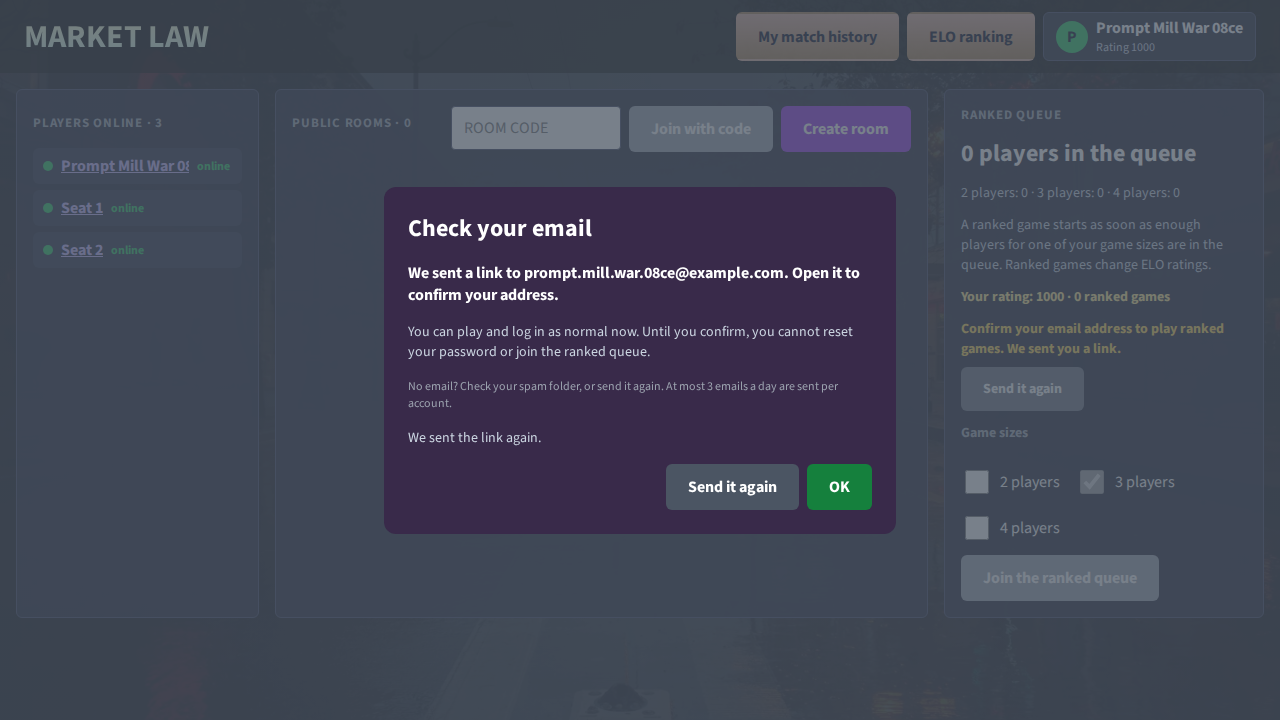 MARKET LAW
My match history
ELO ranking
P
Prompt Mill War 08ce
Rating 1000
PLAYERS ONLINE · 3
Prompt Mill War 08
online
Seat 1
online
Seat 2
online
PUBLIC ROOMS · 0
ROOM CODE
Join with code
Create room
Check your email
We sent a link to prompt.mill.war.08ce@example.com. Open it to
confirm your address.
You can play and log in as normal now. Until you confirm, you cannot reset
your password or join the ranked queue.
No email? Check your spam folder, or send it again. At most 3 emails a day are sent per
account.
We sent the link again.
Send it again
OK
RANKED QUEUE
0 players in the queue
2 players: 0 · 3 players: 0 · 4 players: 0
A ranked game starts as soon as enough
players for one of your game sizes are in the
queue. Ranked games change ELO ratings.
Your rating: 1000 · 0 ranked games
Confirm your email address to play ranked
games. We sent you a link.
Send it again
Game sizes
2 players
3 players
4 players
Join the ranked queue